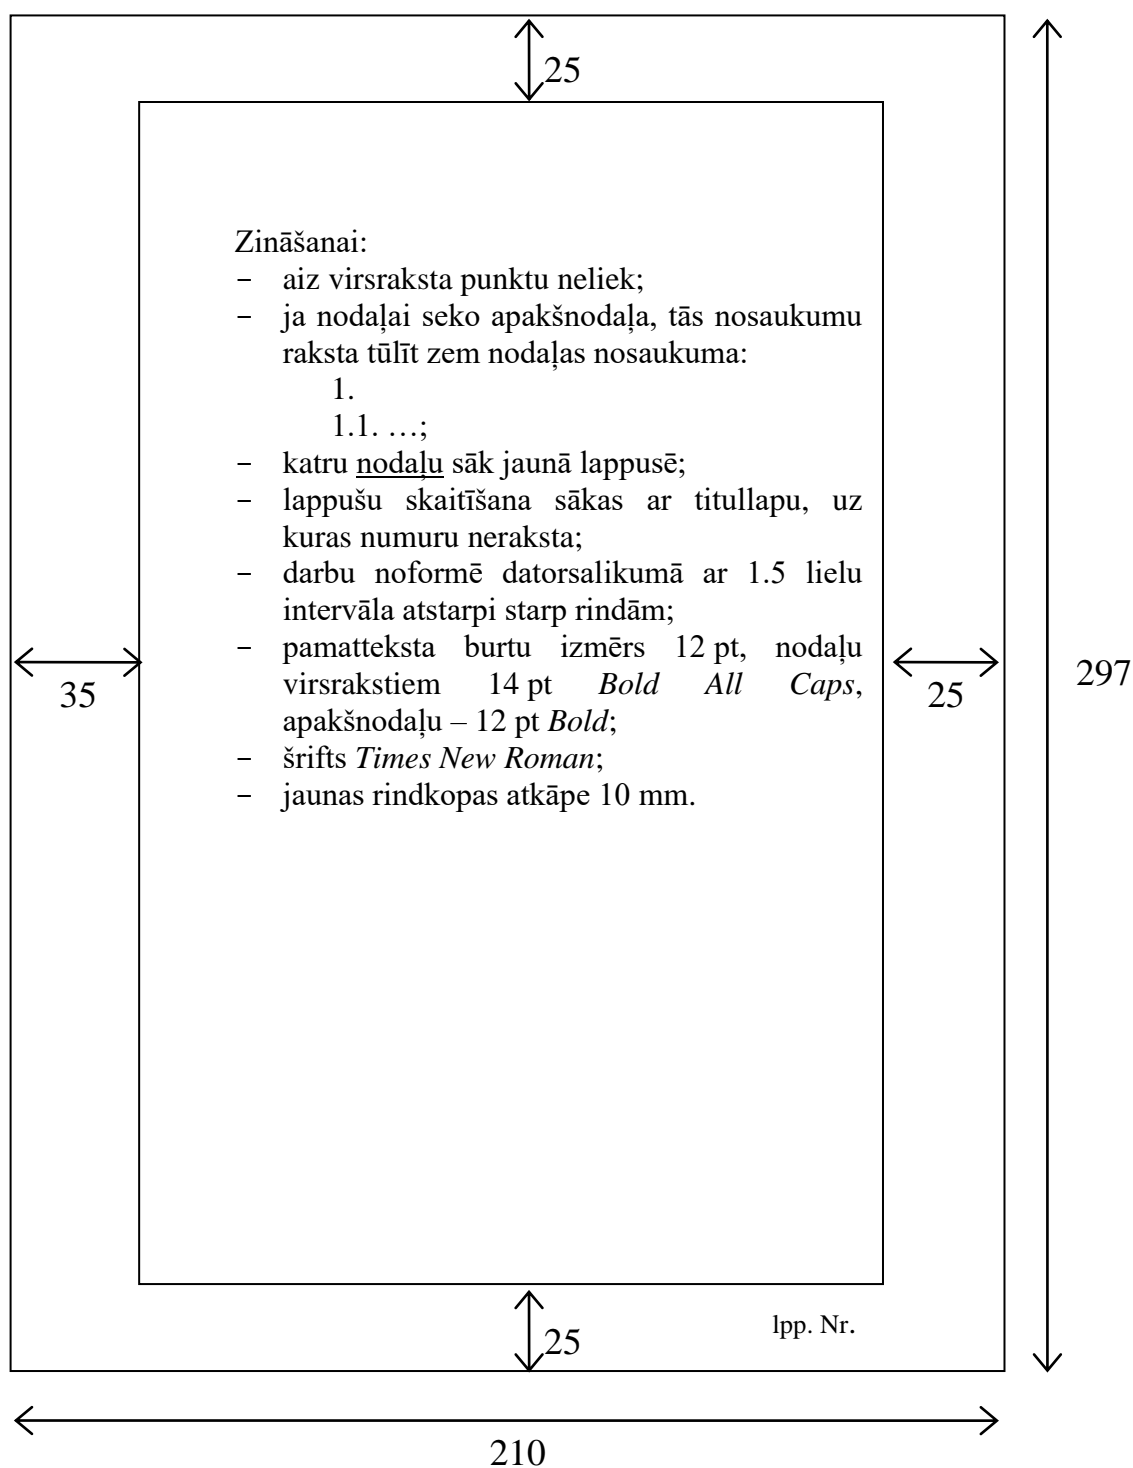 25
Zināšanai:
- aiz virsraksta punktu neliek;
- ja nodaļai seko apakšnodaļa, tās nosaukumu
raksta tūlīt zem nodaļas nosaukuma:
1.
1.1. …;
- katru nodaļu sāk jaunā lappusē;
- lappušu skaitīšana sākas ar titullapu, uz
kuras numuru neraksta;
- darbu noformē datorsalikumā ar 1.5 lielu
intervāla atstarpi starp rindām;
- pamatteksta burtu izmērs 12 pt, nodaļu
virsrakstiem 14 pt Bold All Caps,
apakšnodaļu – 12 pt Bold;
- šrifts Times New Roman;
- jaunas rindkopas atkāpe 10 mm.
35
25
297
25
lpp. Nr.
210